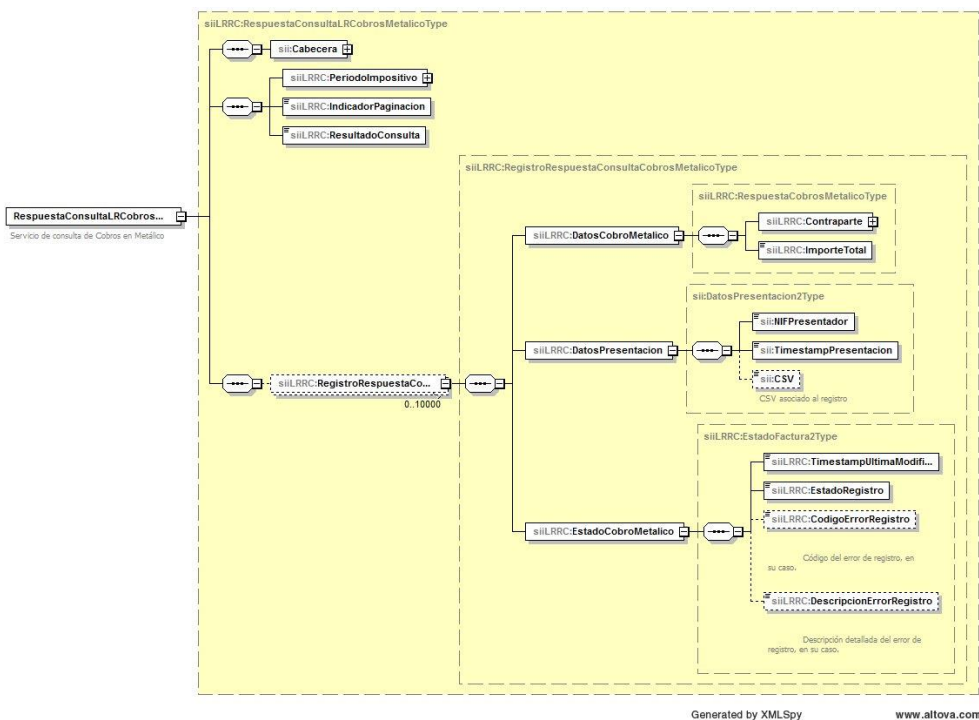 siiLRRC:RespuestaConsultaLRCobrosMetalicoType
sii:Cabecera
siiLRRC:PeriodoImpositivo
siiLRRC:IndicadorPaginacion
siiLRRC:ResultadoConsulta
siiLRRC:RegistroRespuestaConsultaCobrosMetalicoType
siiLRRC:RespuestaCobrosMetalicoType
RespuestaConsultaLRCobros...
Servicio de consulta de Cobros en Metálico
siiLRRC:DatosCobroMetalico
siiLRRC:Contraparte
siiLRRC:ImporteTotal
sii:DatosPresentacion2Type
sii:NIFPresentador
siiLRRC:DatosPresentacion
sii:TimestampPresentacion
sii:CSV
CSV asociado al registro
siiLRRC:RegistroRespuestaCo...
0..10000
siiLRRC:EstadoFactura2Type
siiLRRC:TimestampUltimaModifi...
siiLRRC:EstadoRegistro
siiLRRC:CodigoErrorRegistro
siiLRRC:EstadoCobroMetalico
Código del error de registro, en
su caso.
siiLRRC:DescripcionErrorRegistro
Descripción detallada del error de
registro, en su caso.
Generated by XMLSpy
www.altova.com